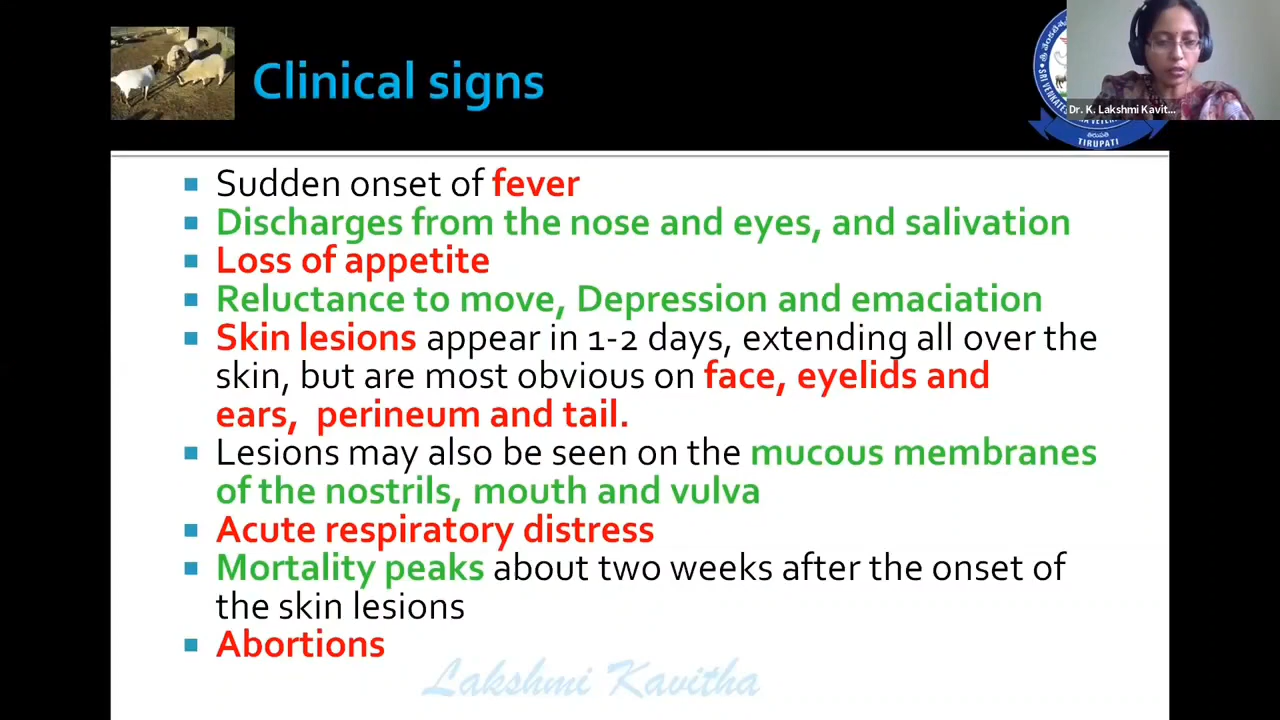 Clinical signs
Dr. K. Lakshmi Kavit...
TIRUPATI
Sudden onset of fever
Discharges from the nose and eyes, and salivation
Loss of appetite
Reluctance to move, Depression and emaciation
Skin lesions appear in 1-2 days, extending all over the
skin, but are most obvious on face, eyelids and
ears, perineum and tail.
Lesions may also be seen on the mucous membranes
of the nostrils, mouth and vulva
Acute respiratory distress
Mortality peaks about two weeks after the onset of
the skin lesions
Abortions
Lakshmi Kavitha